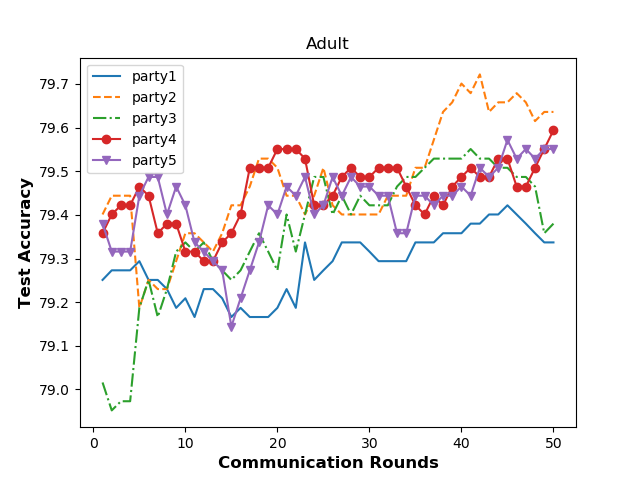 Adult
party1
party2
party3
party4
party5
79.7
79.6
79.5
79.4
79.3
79.2
79.1
79.0
Test Accuracy
0 10 20 30 40 50
Communication Rounds